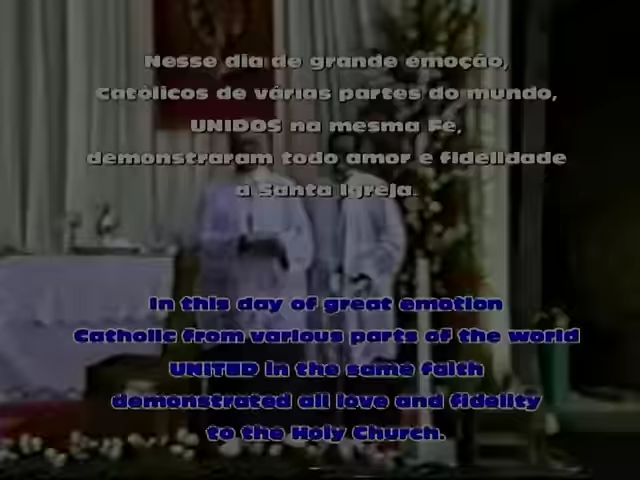 Nesse dia de grande emoção,
Católicos de várias partes do mundo,
UNIDOS na mesma Fé,
demonstraram todo amor e fidelidade
a Santa Igreja.
In this day of great emotion
Catholic from various parts of the world
UNITED in the same faith
demonstrated all love and fidelity
to the Holy Church.